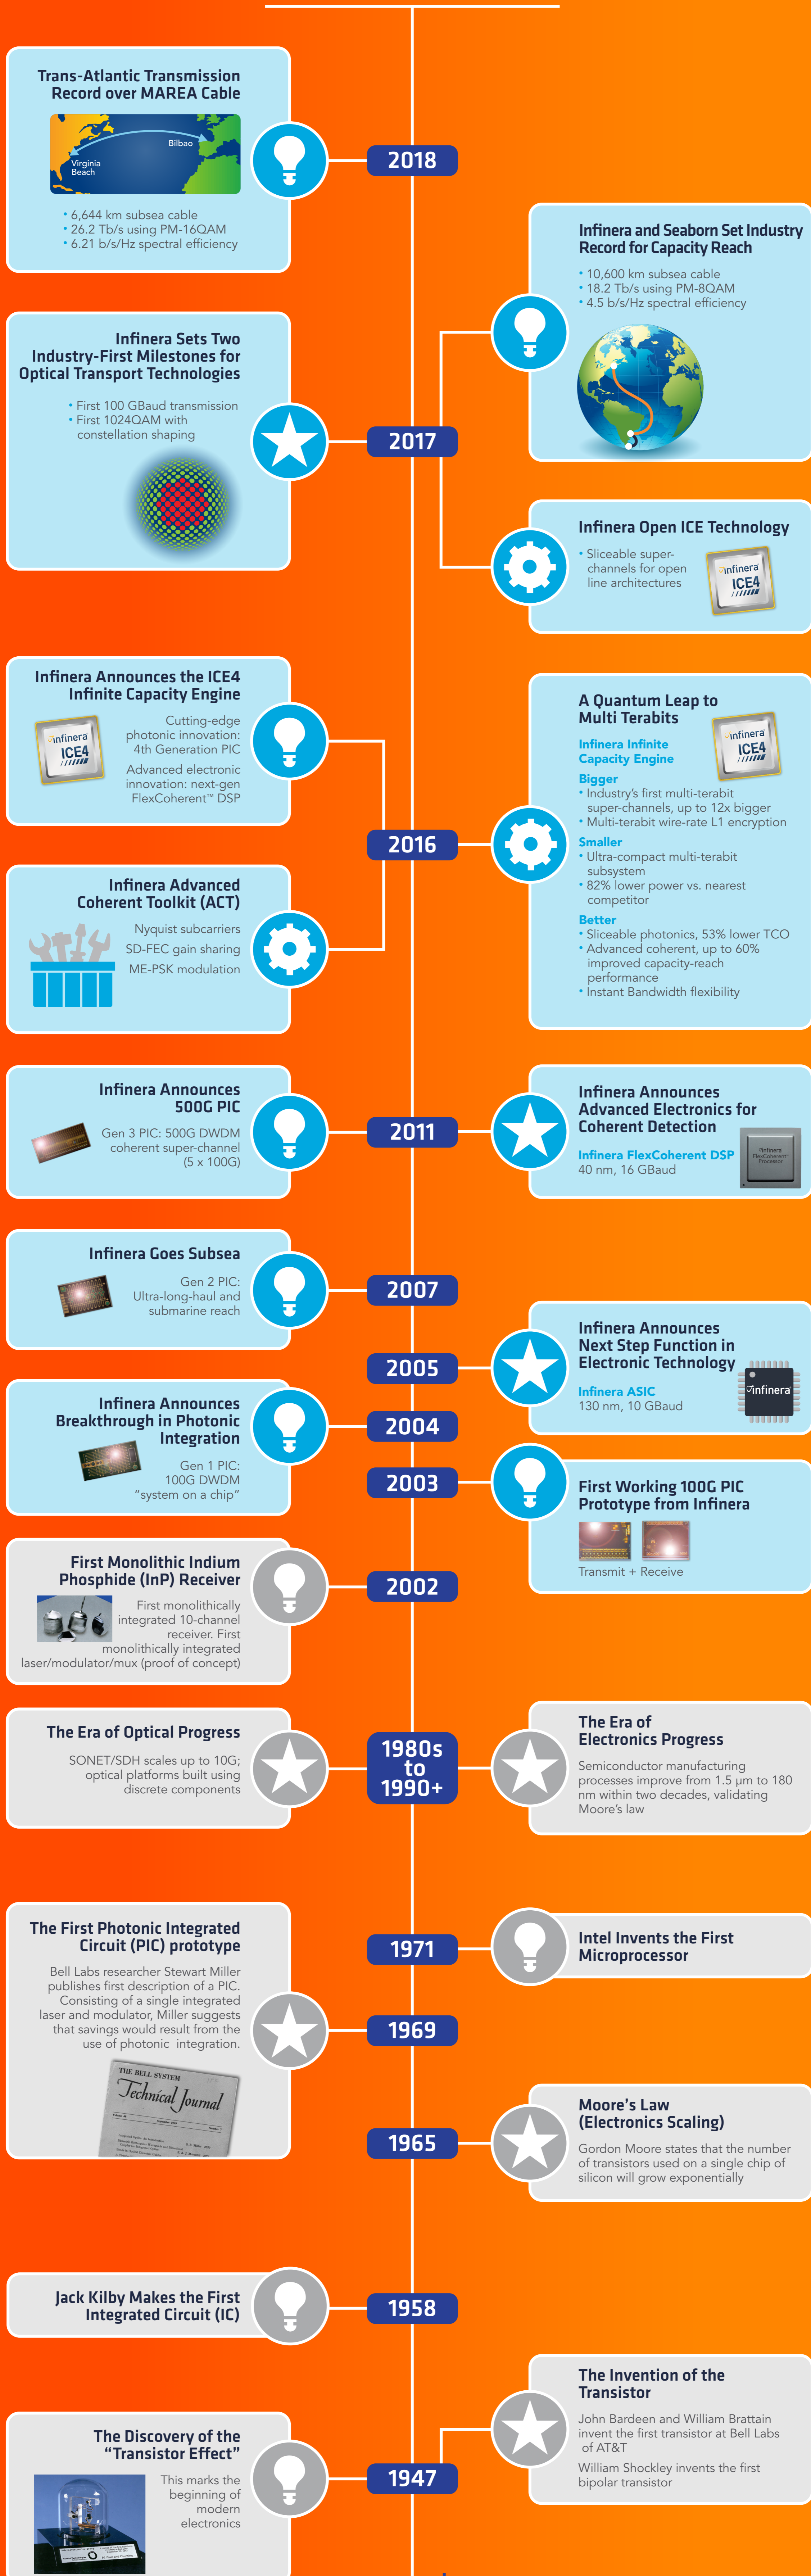 Trans-Atlantic Transmission
Record over MAREA Cable
Bilbao
Virginia
Beach
• 6,644 km subsea cable
• 26.2 Tb/s using PM-16QAM
• 6.21 b/s/Hz spectral efficiency
2018
Infinera and Seaborn Set Industry
Record for Capacity Reach
• 10,600 km subsea cable
• 18.2 Tb/s using PM-8QAM
• 4.5 b/s/Hz spectral efficiency
Infinera Sets Two
Industry-First Milestones for
Optical Transport Technologies
• First 100 GBaud transmission
• First 1024QAM with
constellation shaping
2017
Infinera Open ICE Technology
• Sliceable super-
channels for open
line architectures
infinera
ICE4
Infinera Announces the ICE4
Infinite Capacity Engine
infinera
ICE4
Cutting-edge
photonic innovation:
4th Generation PIC
Advanced electronic
innovation: next-gen
FlexCoherent™ DSP
2016
A Quantum Leap to
Multi Terabits
infinera
ICE4
Infinera Infinite
Capacity Engine
Bigger
• Industry's first multi-terabit
super-channels, up to 12x bigger
• Multi-terabit wire-rate L1 encryption
Smaller
• Ultra-compact multi-terabit
subsystem
• 82% lower power vs. nearest
competitor
Better
• Sliceable photonics, 53% lower TCO
• Advanced coherent, up to 60%
improved capacity-reach
performance
• Instant Bandwidth flexibility
Infinera Advanced
Coherent Toolkit (ACT)
Nyquist subcarriers
SD-FEC gain sharing
ME-PSK modulation
Infinera Announces
500G PIC
Gen 3 PIC: 500G DWDM
coherent super-channel
(5 x 100G)
2011
Infinera Announces
Advanced Electronics for
Coherent Detection
Infinera FlexCoherent DSP
40 nm, 16 GBaud
Infinera
FlexCoherent
Processor
Infinera Goes Subsea
Gen 2 PIC:
Ultra-long-haul and
submarine reach
2007
2005
Infinera Announces
Next Step Function in
Electronic Technology
Infinera ASIC
130 nm, 10 GBaud
infinera
Infinera Announces
Breakthrough in Photonic
Integration
Gen 1 PIC:
100G DWDM
“system on a chip”
2004
2003
First Working 100G PIC
Prototype from Infinera
Transmit + Receive
First Monolithic Indium
Phosphide (InP) Receiver
First monolithically
integrated 10-channel
receiver. First
monolithically integrated
laser/modulator/mux (proof of concept)
2002
The Era of Optical Progress
SONET/SDH scales up to 10G;
optical platforms built using
discrete components
1980s
to
1990+
The Era of
Electronics Progress
Semiconductor manufacturing
processes improve from 1.5 µm to 180
nm within two decades, validating
Moore's law
The First Photonic Integrated
Circuit (PIC) prototype
Bell Labs researcher Stewart Miller
publishes first description of a PIC.
Consisting of a single integrated
laser and modulator, Miller suggests
that savings would result from the
use of photonic integration.
THE BELL SYSTEM
Technical Journal
1971
Intel Invents the First
Microprocessor
1969
1965
Moore's Law
(Electronics Scaling)
Gordon Moore states that the number
of transistors used on a single chip of
silicon will grow exponentially
Jack Kilby Makes the First
Integrated Circuit (IC)
1958
The Invention of the
Transistor
John Bardeen and William Brattain
invent the first transistor at Bell Labs
of AT&T
William Shockley invents the first
bipolar transistor
The Discovery of the
“Transistor Effect”
This marks the
beginning of
modern
electronics
1947